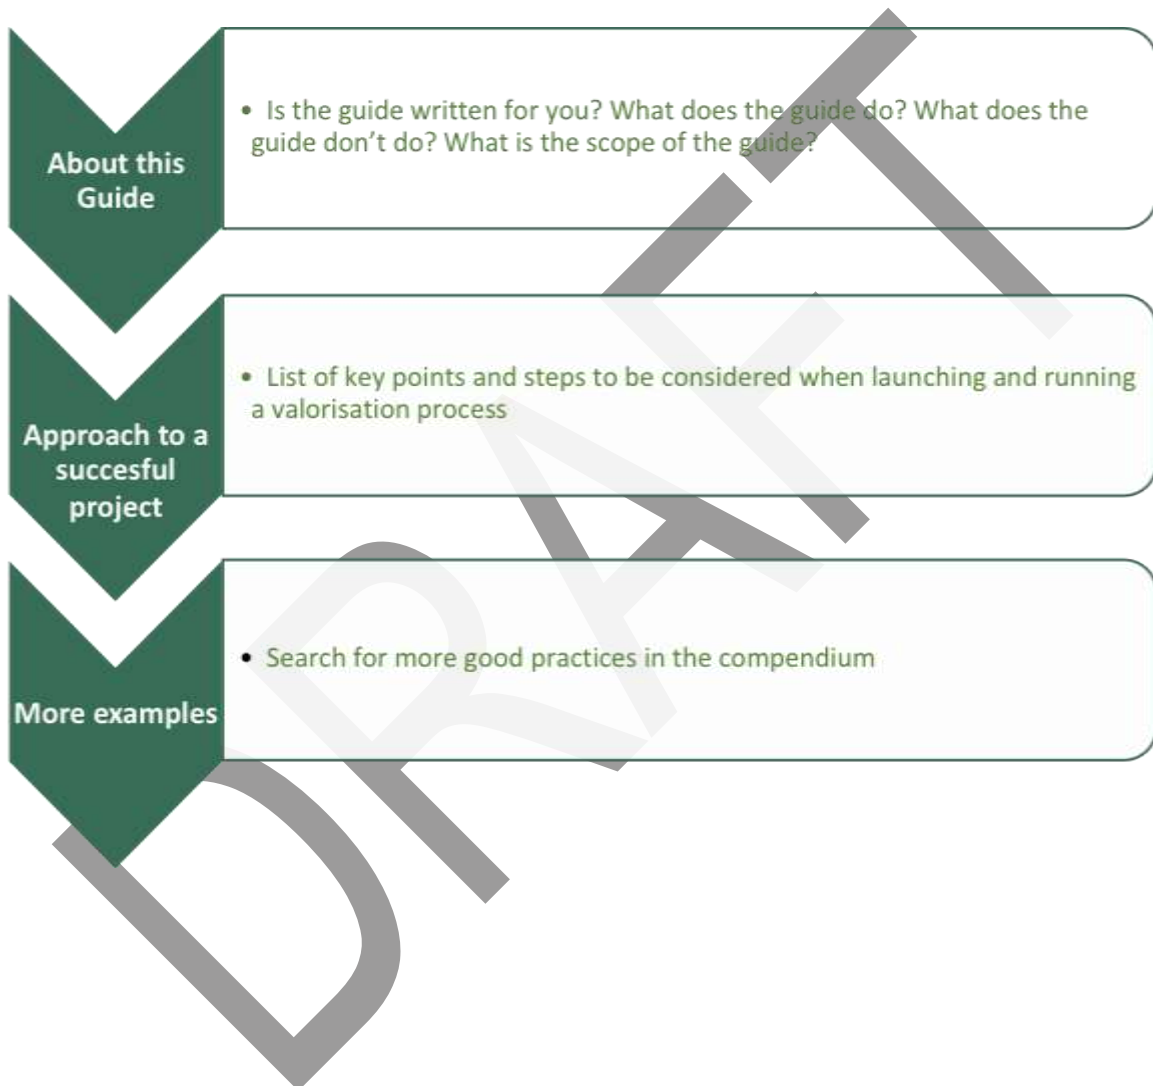 About this
Guide
• Is the guide written for you? What does the guide do? What does the
guide don't do? What is the scope of the guide?
Approach to a
succesful
project
• List of key points and steps to be considered when launching and running
a valorisation process
More examples
• Search for more good practices in the compendium
DRAFT